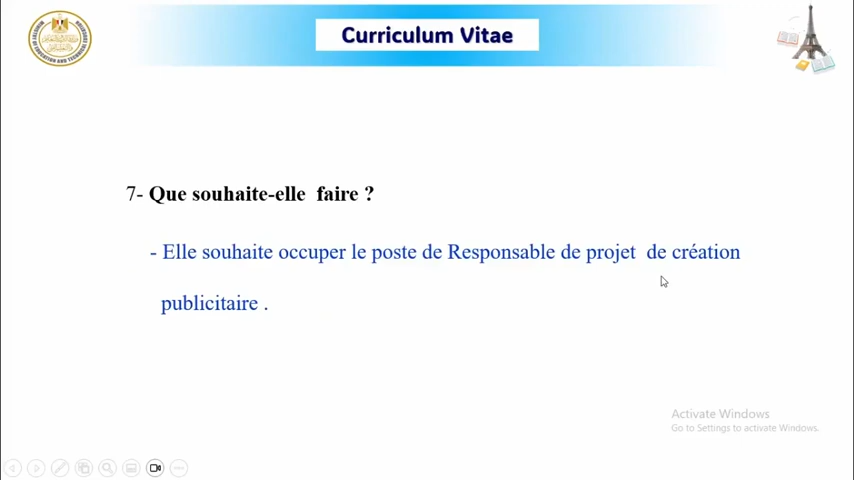 Curriculum Vitae
7- Que souhaite-elle faire ?
- Elle souhaite occuper le poste de Responsable de projet de création
publicitaire .
Activate Windows
Go to Settings to activate Windows.